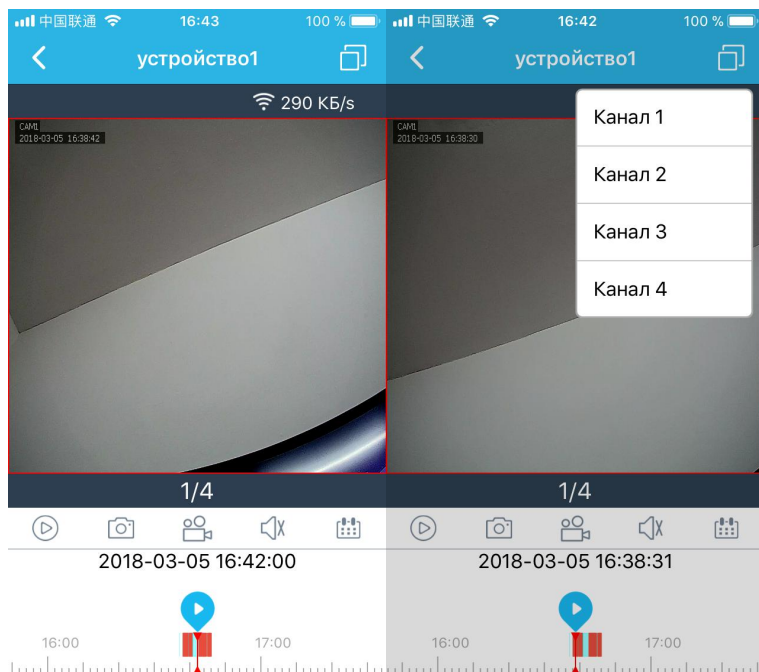 中国联通 16:43 100 %
устройство1
290 КБ/s
CAM1
2018-03-05 16:38:42
1/4
2018-03-05 16:42:00
16:00 17:00
中国联通 16:42 100 %
устройство1
Канал 1
Канал 2
Канал 3
Канал 4
CAM1
2018-03-05 16:38:30
1/4
2018-03-05 16:38:31
16:00 17:00